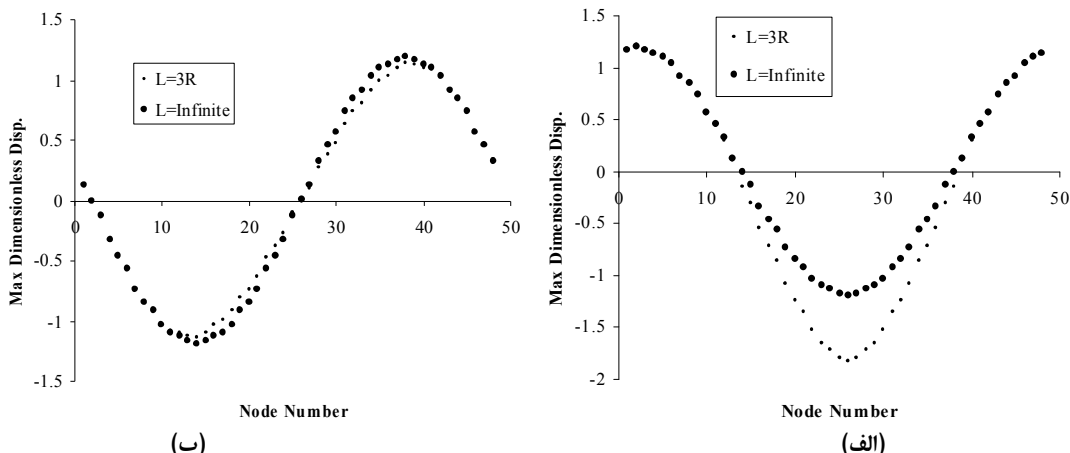 1.5
1
0.5
0
-0.5
-1
-1.5
10
20
30
40
50
L=3R
L=Infinite
Max Dimensionless Disp.
Node Number
(ب)
1.5
1
0.5
0
-0.5
-1
-1.5
-2
0
10
20
30
40
50
L=3R
L=Infinite
Max Dimensionless Disp.
Node Number
(الف)